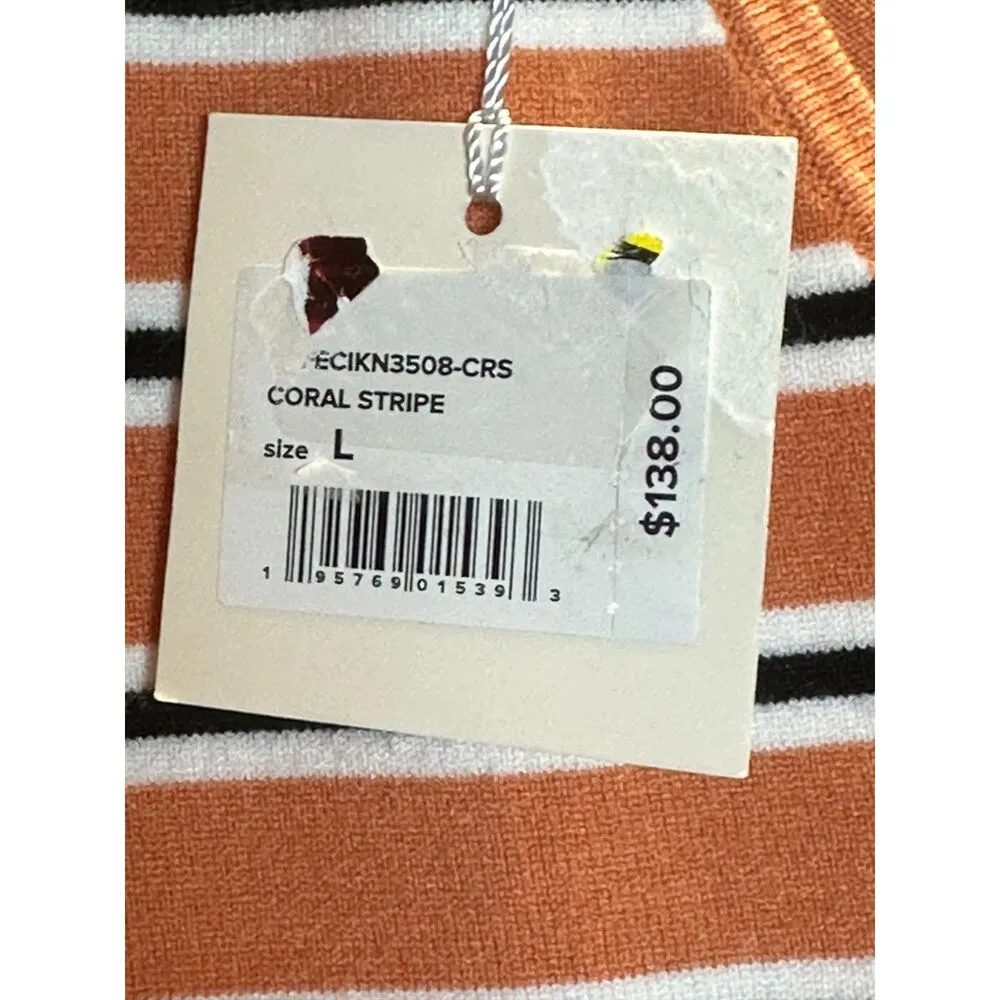 ECIKN3508-CRS
CORAL STRIPE
size L
$138.00
1 95769 01539 3